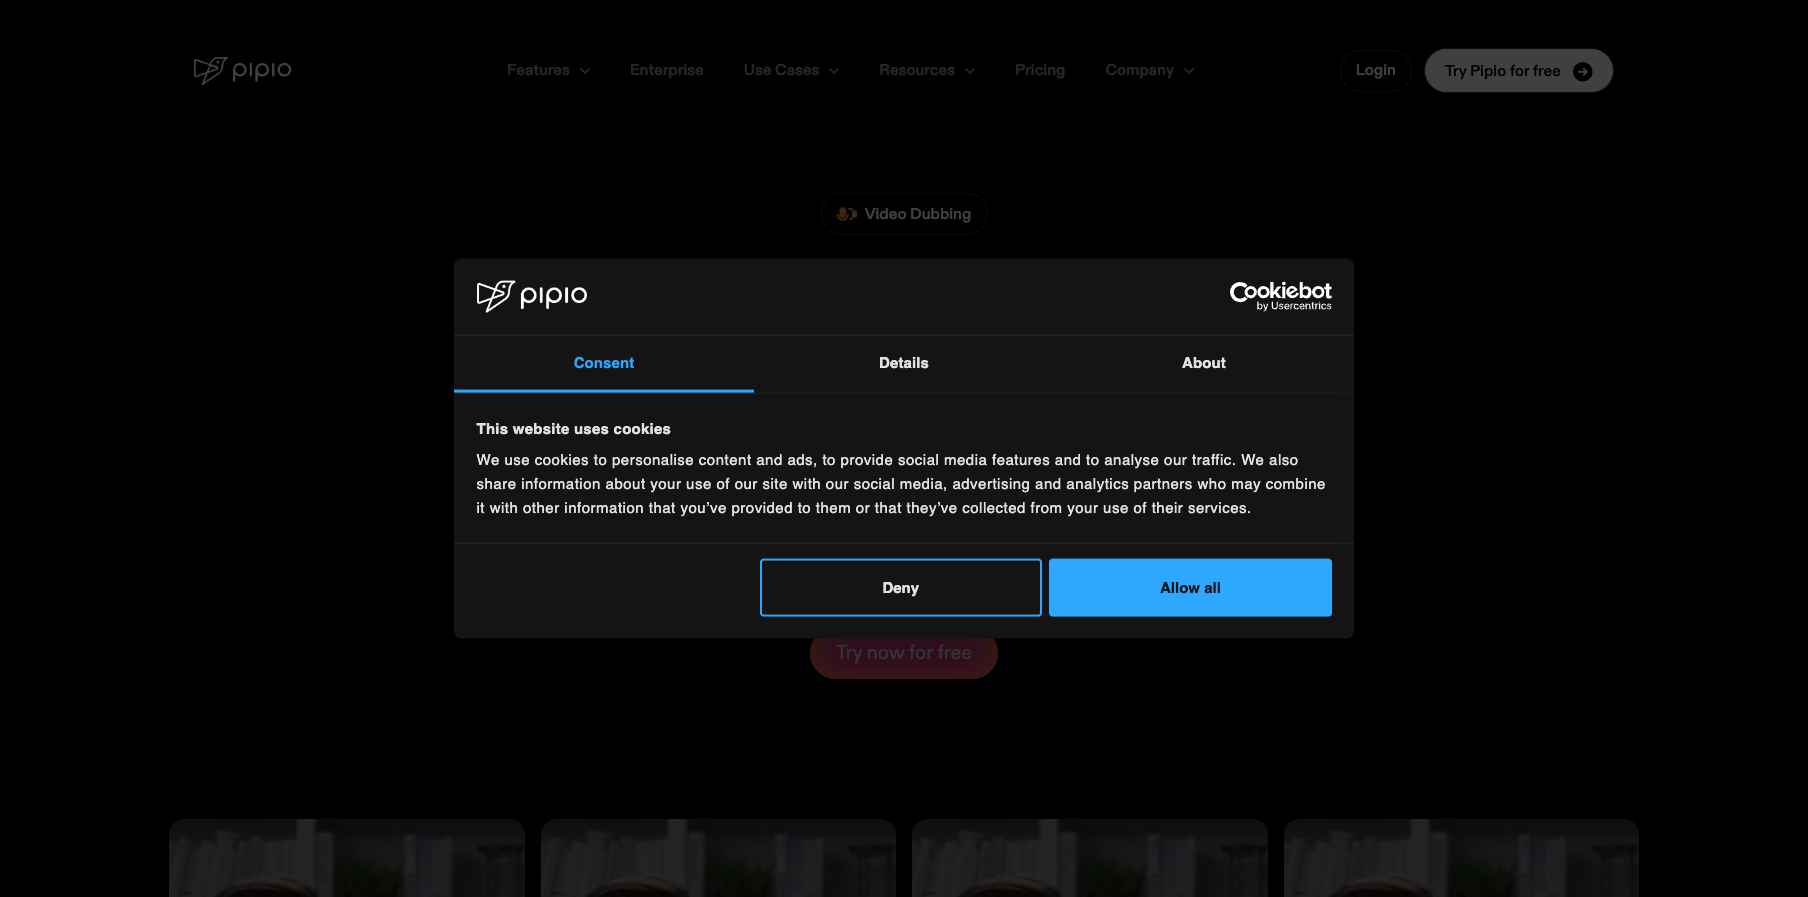 pipio
Features
Enterprise
Use Cases
Resources
Pricing
Company
Login
Try Pipio for free
Video Dubbing
pipio
Cookiebot
by Usercentrics
Consent
Details
About
This website uses cookies
We use cookies to personalise content and ads, to provide social media features and to analyse our traffic. We also
share information about your use of our site with our social media, advertising and analytics partners who may combine
it with other information that you’ve provided to them or that they’ve collected from your use of their services.
Deny
Allow all
Try now for free